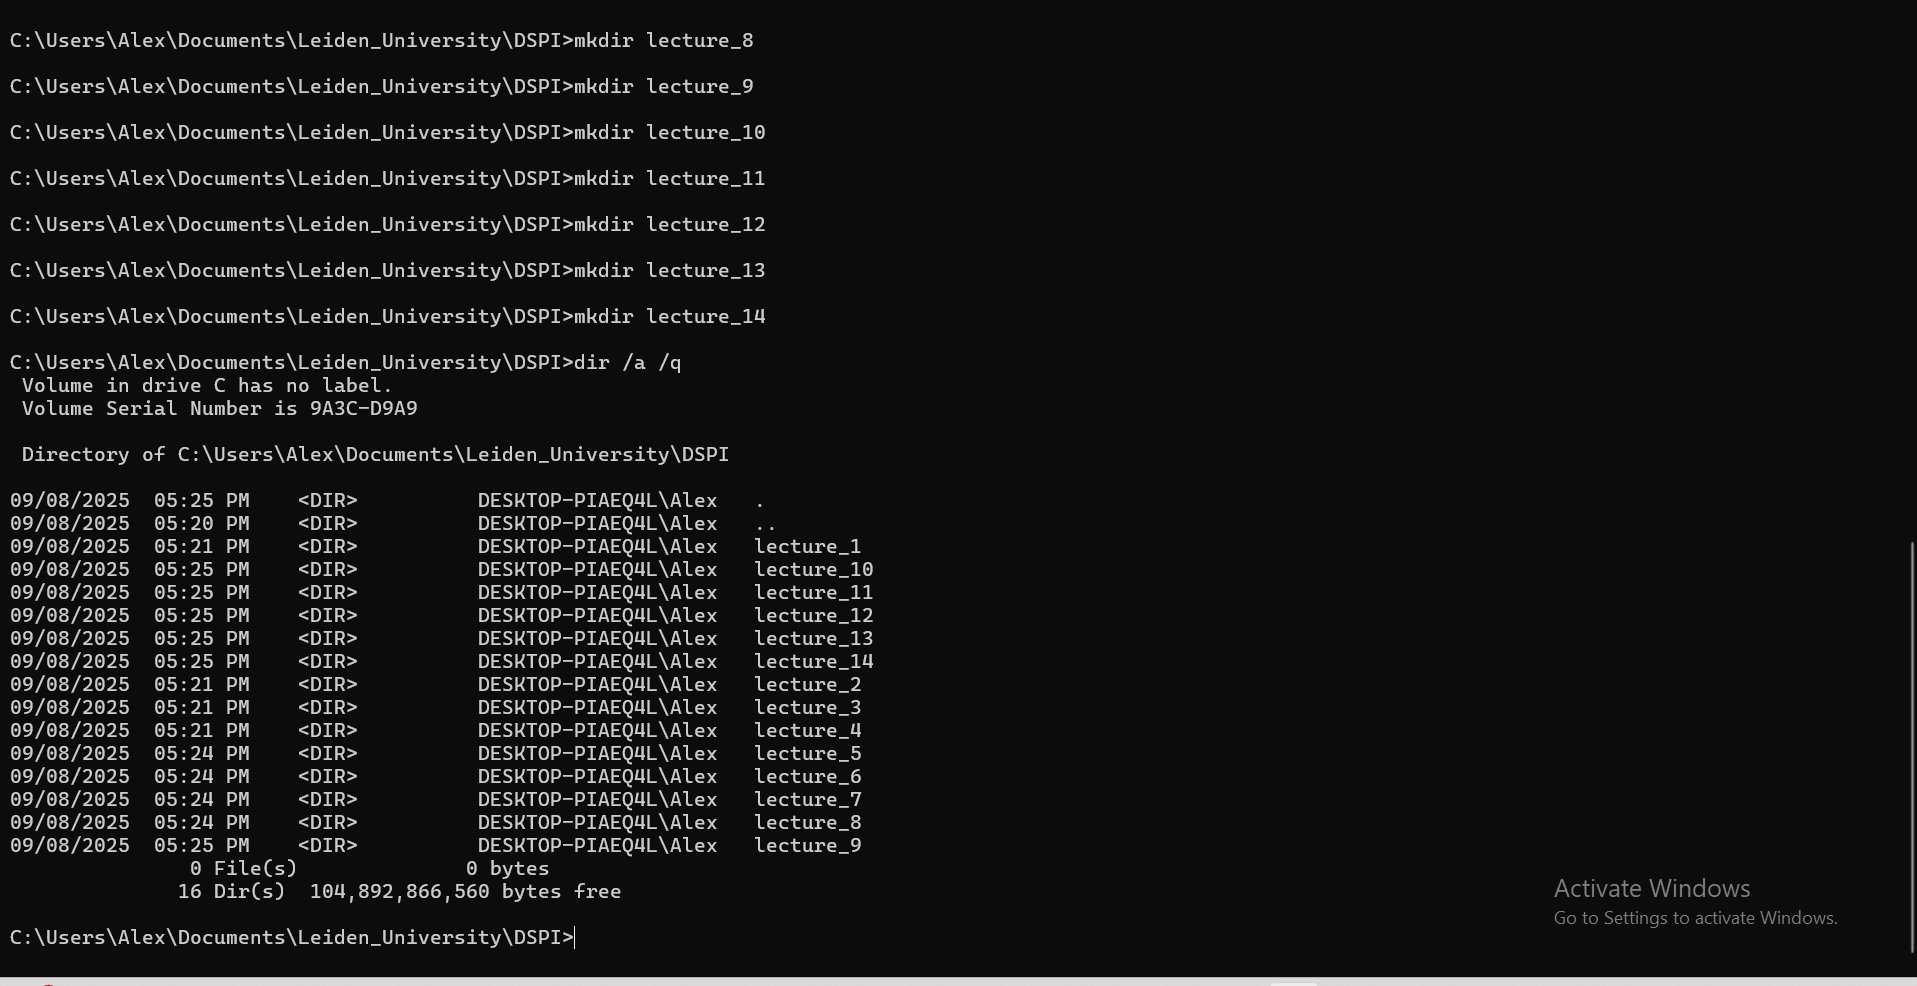 C:\Users\Alex\Documents\Leiden_University\DSPI>mkdir lecture_8
C:\Users\Alex\Documents\Leiden_University\DSPI>mkdir lecture_9
C:\Users\Alex\Documents\Leiden_University\DSPI>mkdir lecture_10
C:\Users\Alex\Documents\Leiden_University\DSPI>mkdir lecture_11
C:\Users\Alex\Documents\Leiden_University\DSPI>mkdir lecture_12
C:\Users\Alex\Documents\Leiden_University\DSPI>mkdir lecture_13
C:\Users\Alex\Documents\Leiden_University\DSPI>mkdir lecture_14
C:\Users\Alex\Documents\Leiden_University\DSPI>dir /a /q
 Volume in drive C has no label.
 Volume Serial Number is 9A3C-D9A9
 Directory of C:\Users\Alex\Documents\Leiden_University\DSPI
09/08/2025  05:25 PM    <DIR>          DESKTOP-PIAEQ4L\Alex   .
09/08/2025  05:20 PM    <DIR>          DESKTOP-PIAEQ4L\Alex   ..
09/08/2025  05:21 PM    <DIR>          DESKTOP-PIAEQ4L\Alex   lecture_1
09/08/2025  05:25 PM    <DIR>          DESKTOP-PIAEQ4L\Alex   lecture_10
09/08/2025  05:25 PM    <DIR>          DESKTOP-PIAEQ4L\Alex   lecture_11
09/08/2025  05:25 PM    <DIR>          DESKTOP-PIAEQ4L\Alex   lecture_12
09/08/2025  05:25 PM    <DIR>          DESKTOP-PIAEQ4L\Alex   lecture_13
09/08/2025  05:25 PM    <DIR>          DESKTOP-PIAEQ4L\Alex   lecture_14
09/08/2025  05:21 PM    <DIR>          DESKTOP-PIAEQ4L\Alex   lecture_2
09/08/2025  05:21 PM    <DIR>          DESKTOP-PIAEQ4L\Alex   lecture_3
09/08/2025  05:21 PM    <DIR>          DESKTOP-PIAEQ4L\Alex   lecture_4
09/08/2025  05:24 PM    <DIR>          DESKTOP-PIAEQ4L\Alex   lecture_5
09/08/2025  05:24 PM    <DIR>          DESKTOP-PIAEQ4L\Alex   lecture_6
09/08/2025  05:24 PM    <DIR>          DESKTOP-PIAEQ4L\Alex   lecture_7
09/08/2025  05:24 PM    <DIR>          DESKTOP-PIAEQ4L\Alex   lecture_8
09/08/2025  05:25 PM    <DIR>          DESKTOP-PIAEQ4L\Alex   lecture_9
               0 File(s)              0 bytes
              16 Dir(s)  104,892,866,560 bytes free
C:\Users\Alex\Documents\Leiden_University\DSPI>
Activate Windows
Go to Settings to activate Windows.